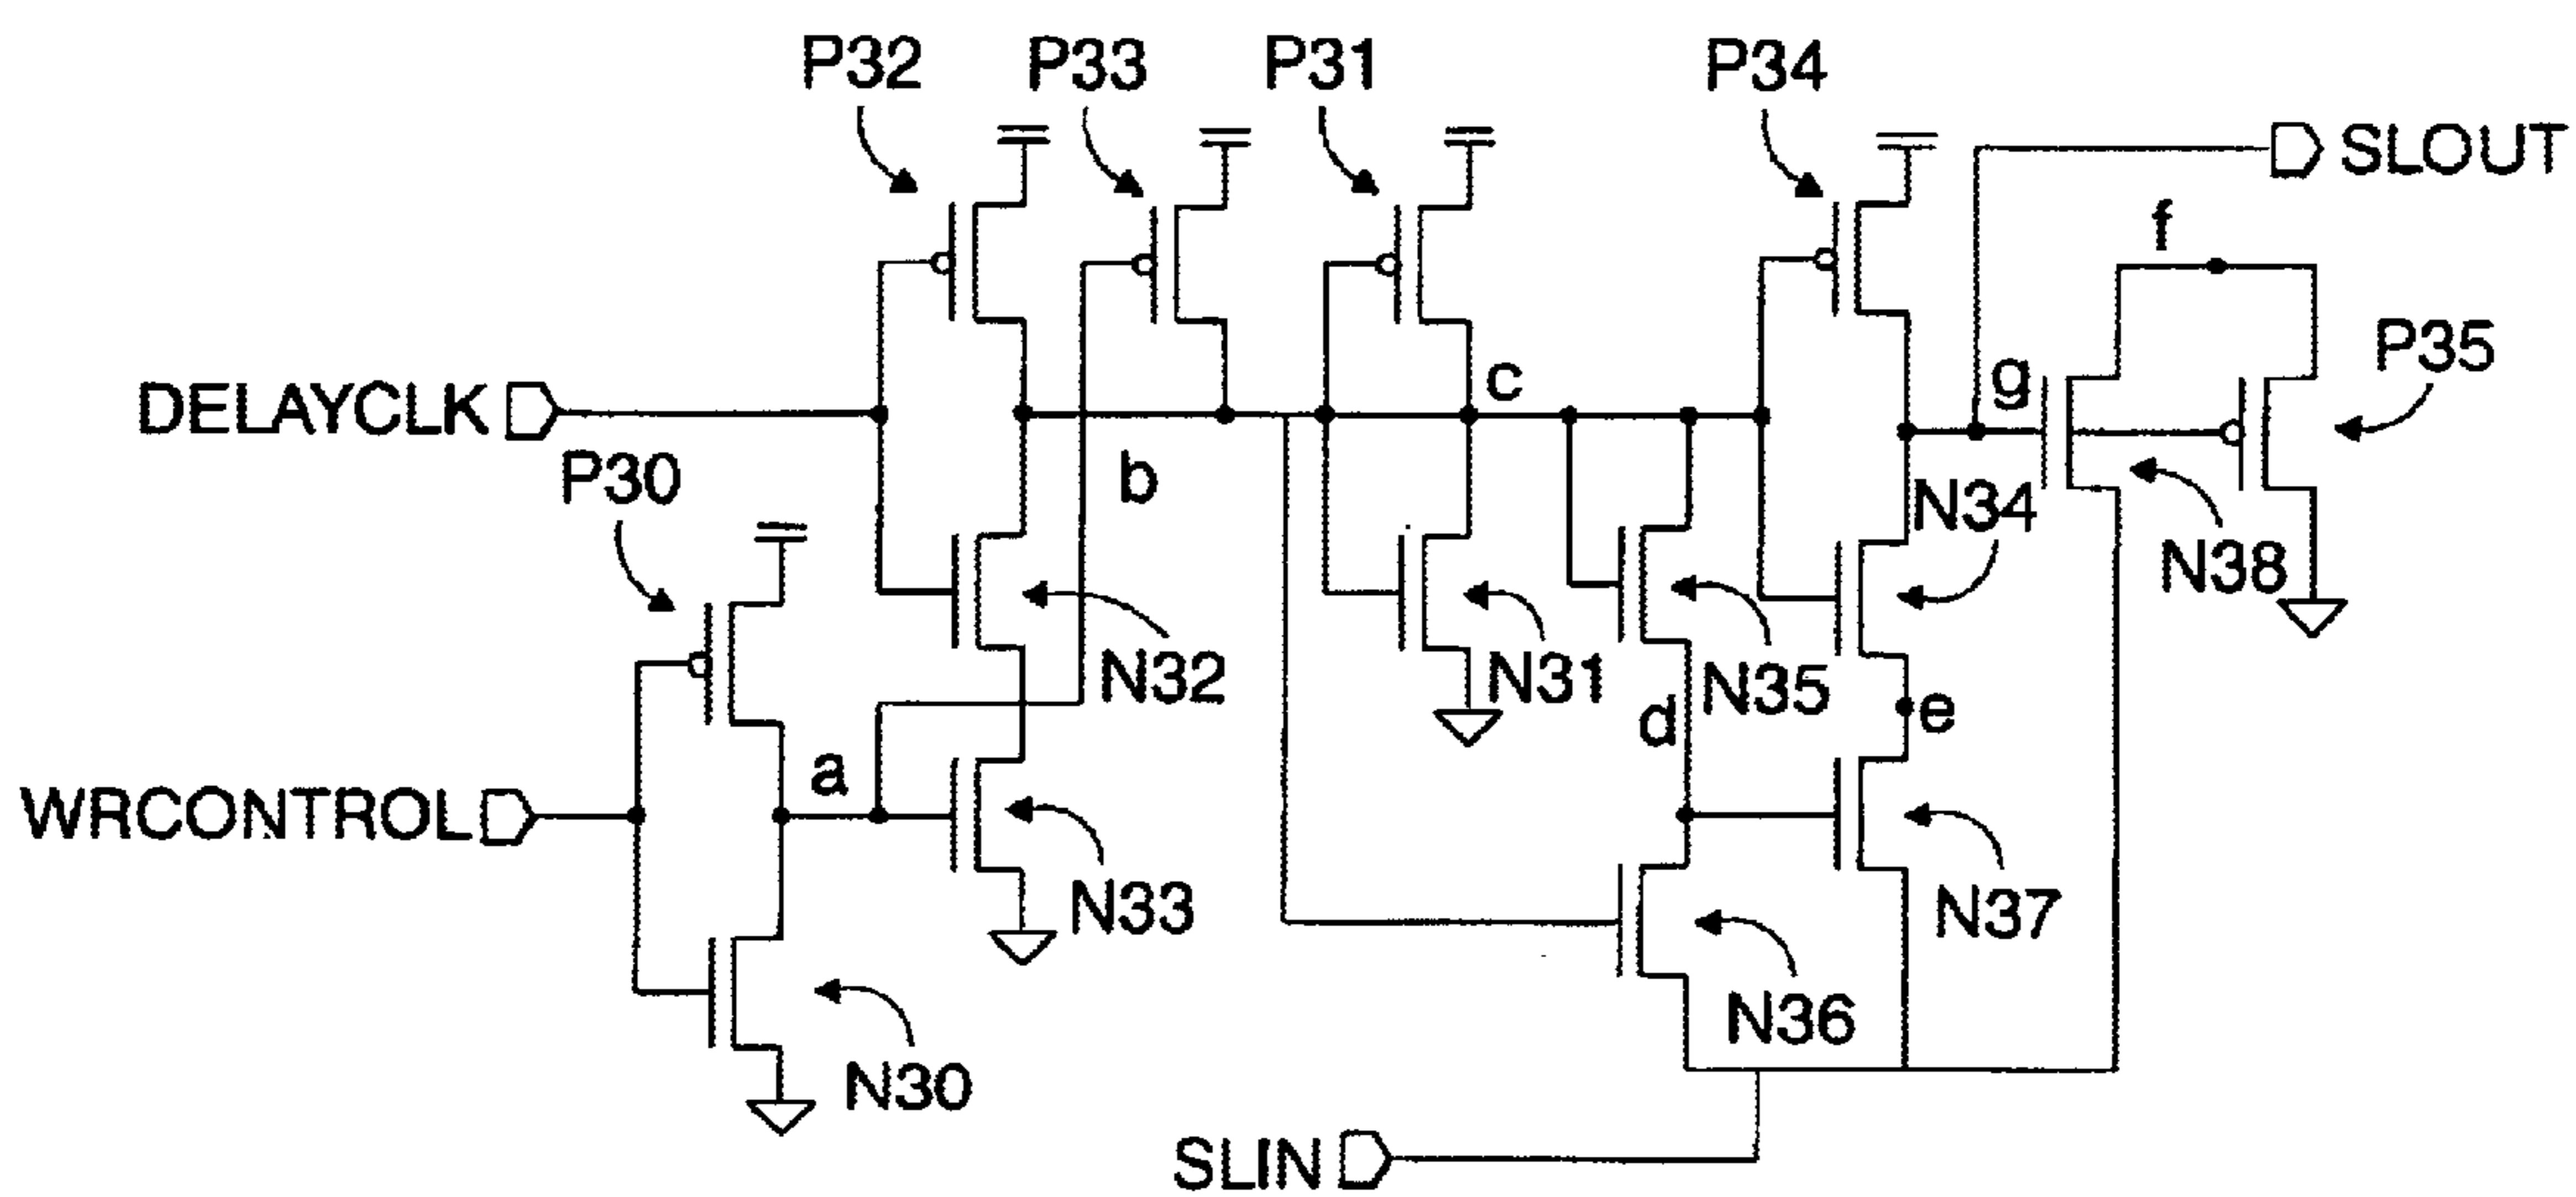 P32
P33
P31
P34
SLOUT
f
P35
c
g
DELAYCLK
P30
b
N34
N38
N32
N31
N35
d
e
a
WRCONTROL
N33
N37
N36
N30
SLIN